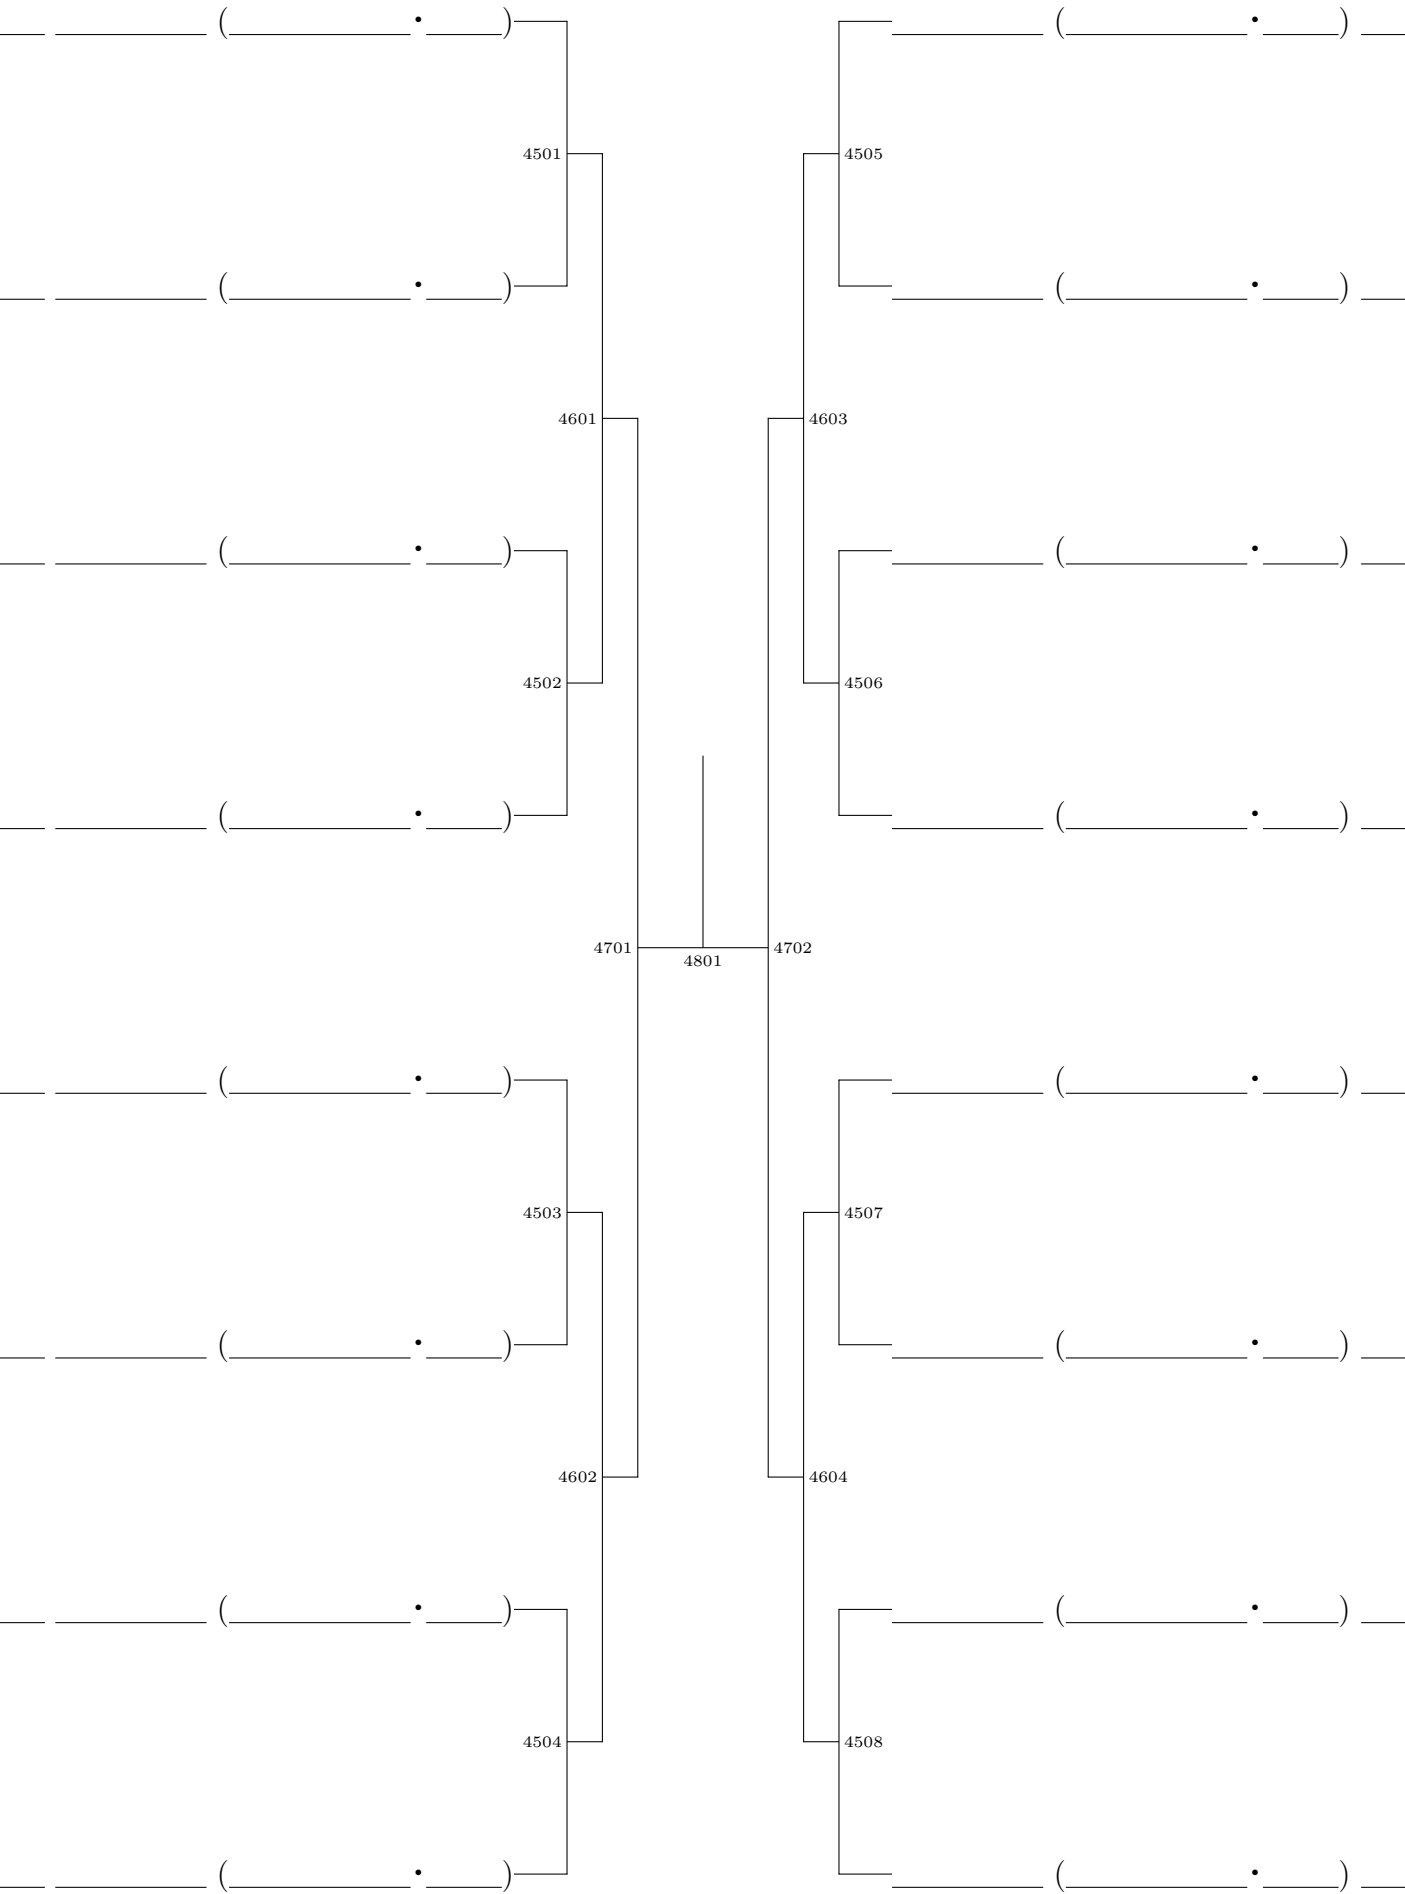 ( • ) ( • )
4501 4505
( • ) ( • )
4601 4603
( • ) ( • )
4502 4506
( • ) ( • )
4701 4702
4801
( • ) ( • )
4503 4507
( • ) ( • )
4602 4604
( • ) ( • )
4504 4508
( • ) ( • )